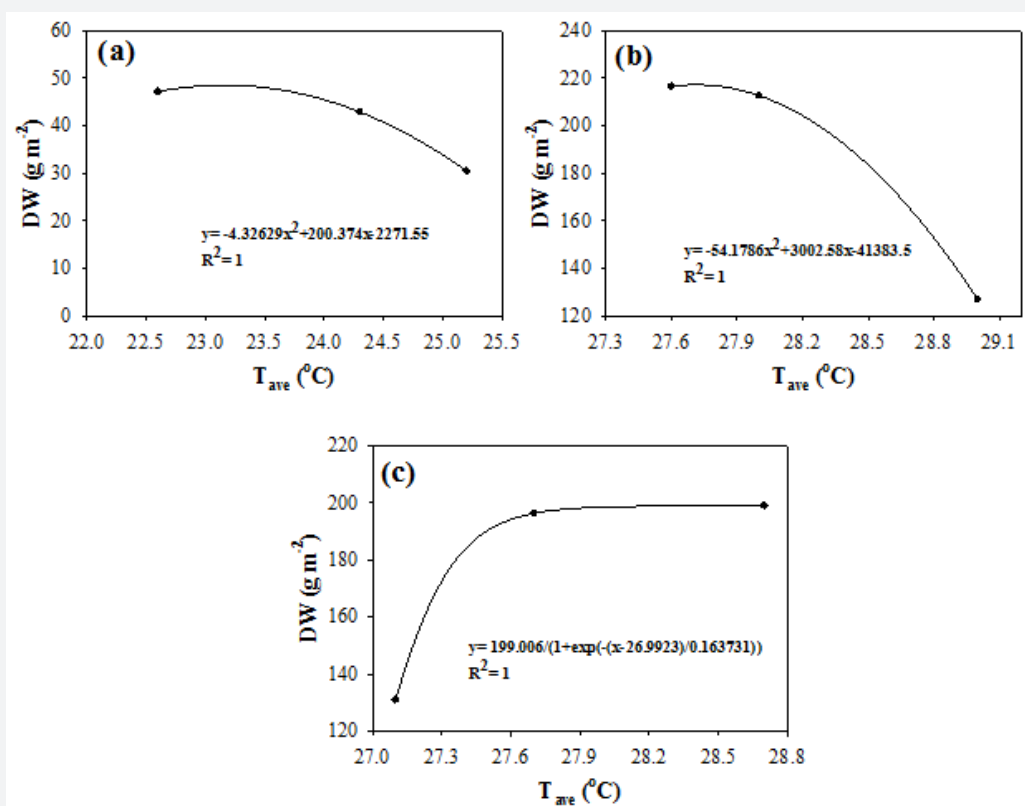 (a)
60
50
40
30
20
10
0
DW (g m-2)
y= -4.32629x2+200.374x-2271.55
R2= 1
22.0 22.5 23.0 23.5 24.0 24.5 25.0 25.5
Tave (oC)
(b)
240
220
200
180
160
140
120
DW (g m-2)
y= -54.1786x2+3002.58x-41383.5
R2= 1
27.3 27.6 27.9 28.2 28.5 28.8 29.1
Tave (oC)
(c)
220
200
180
160
140
120
DW (g m-2)
y= 199.006/(1+exp(-(x-26.9923)/0.163731))
R2= 1
27.0 27.3 27.6 27.9 28.2 28.5 28.8
Tave (oC)